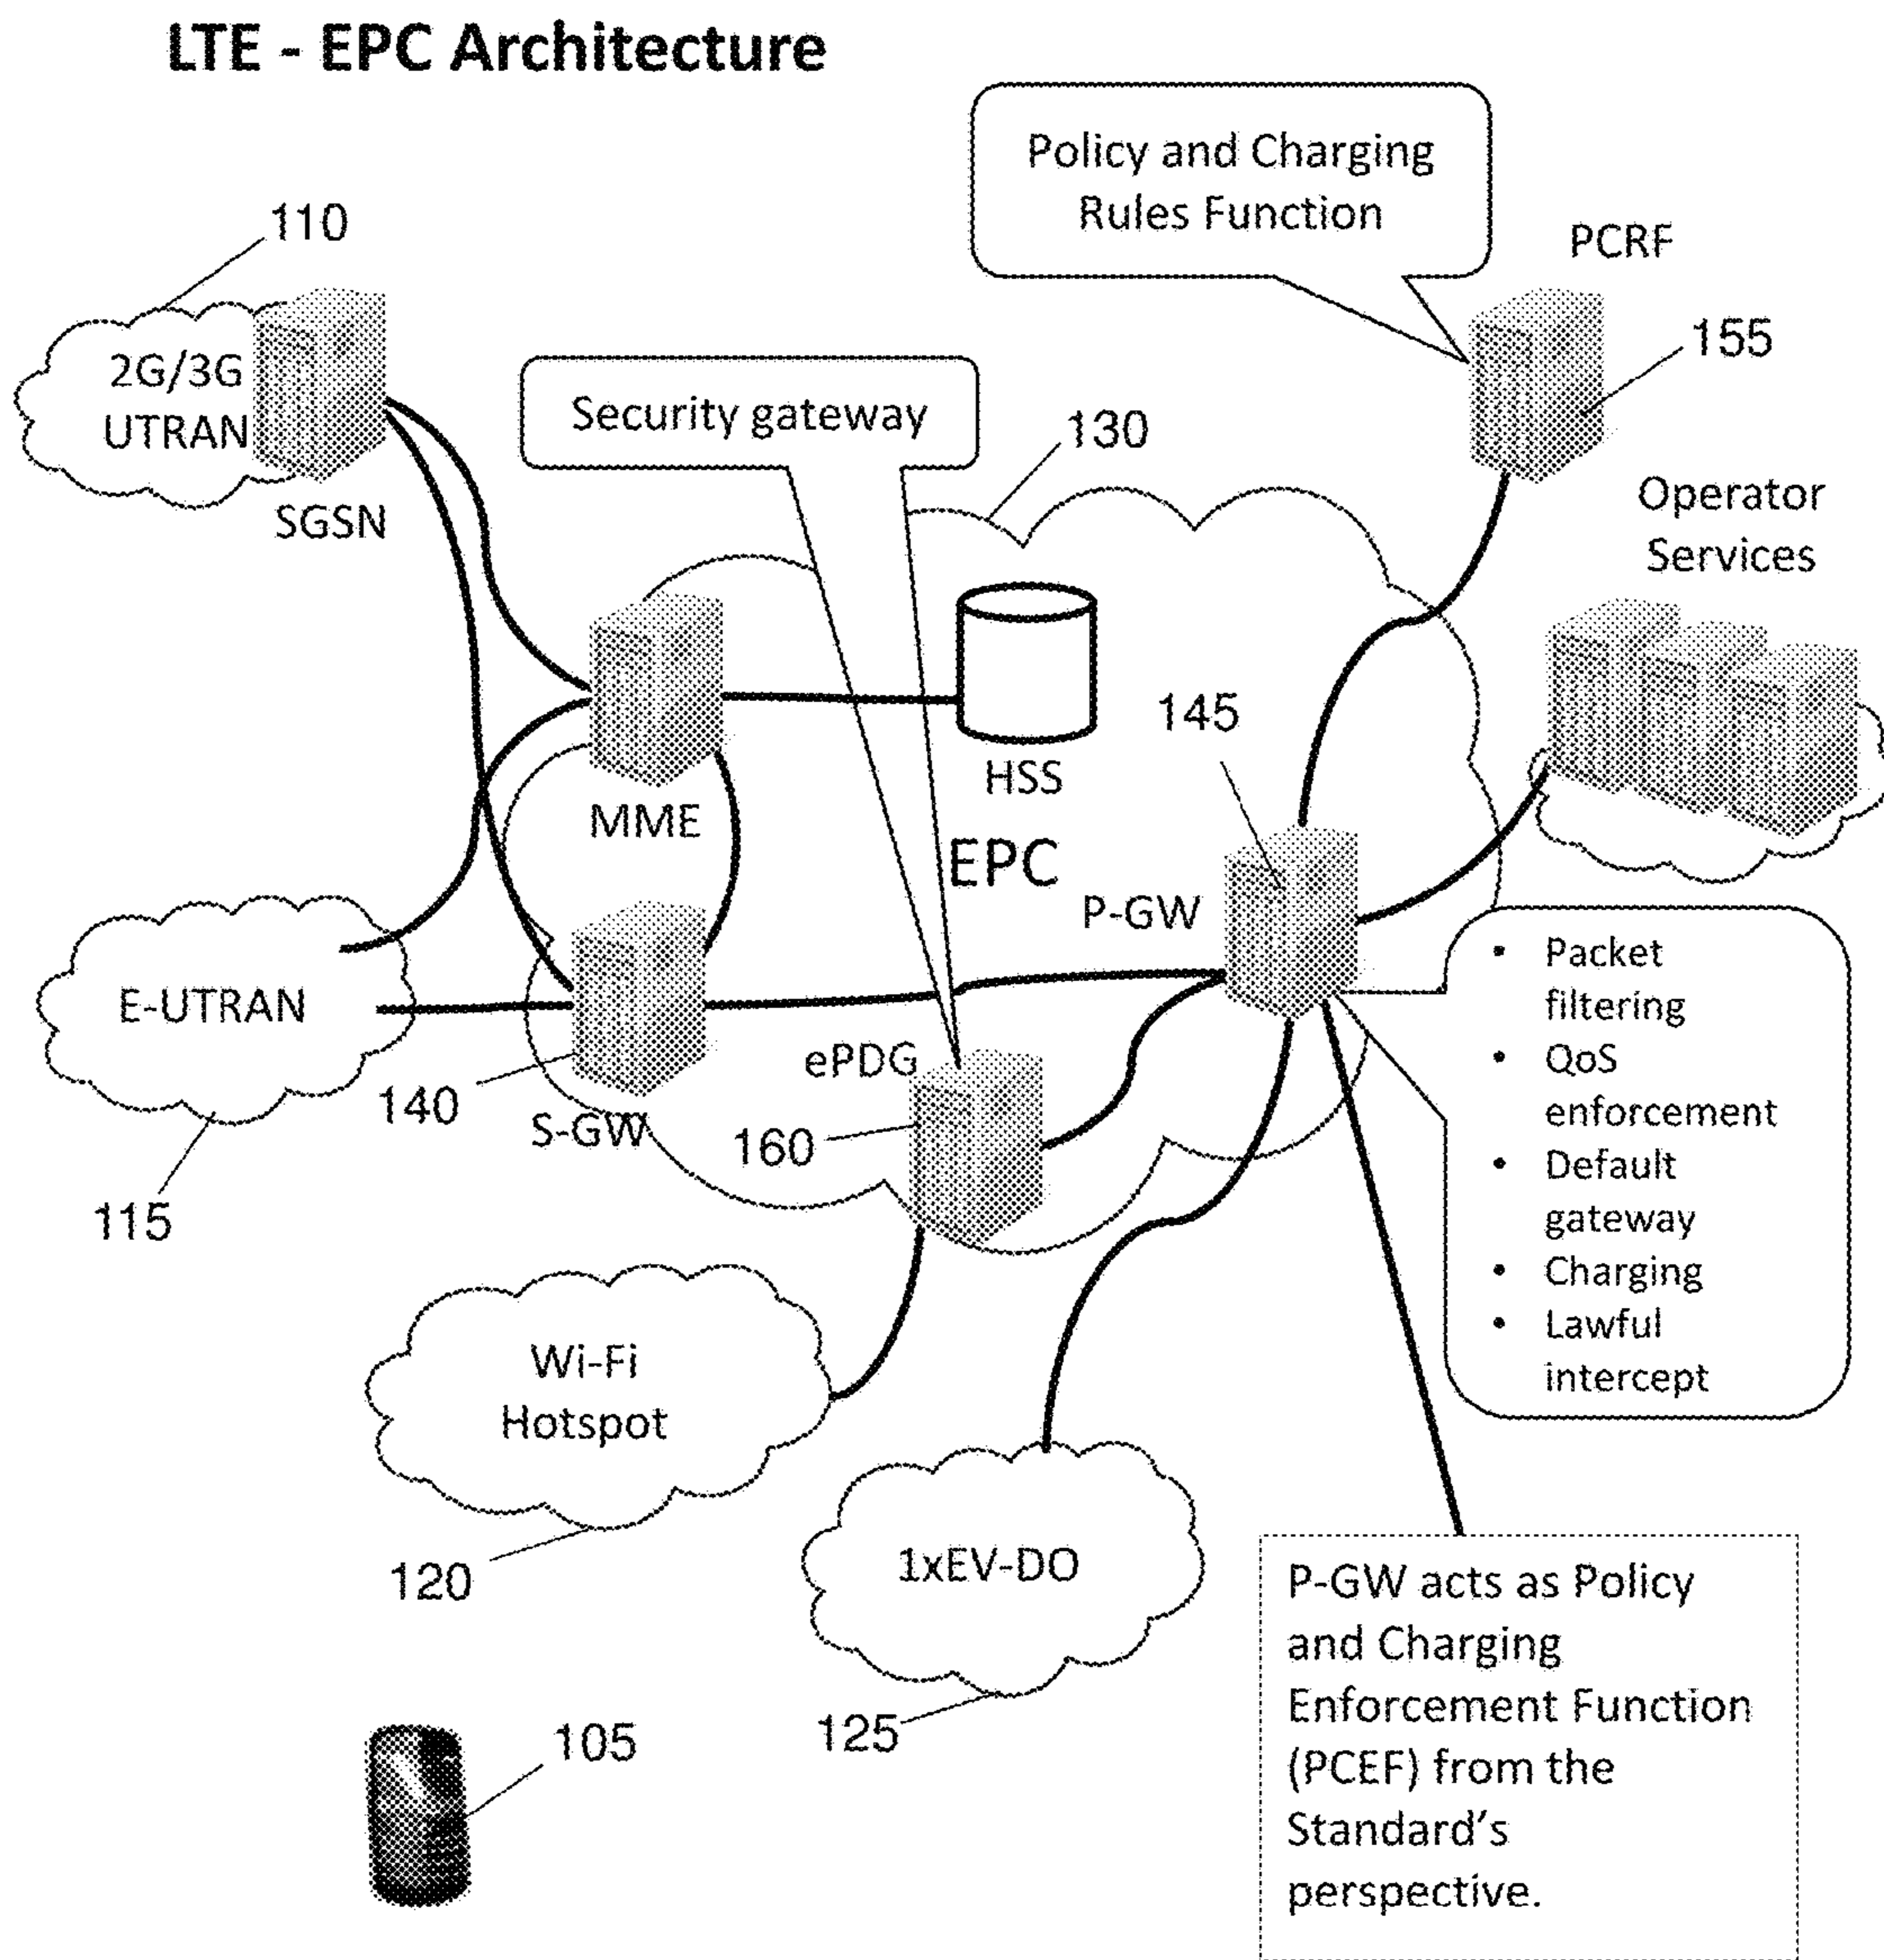 LTE - EPC Architecture
Policy and Charging
Rules Function
PCRF
110
155
2G/3G
UTRAN
SGSN
Security gateway
130
Operator
Services
MME
HSS
145
EPC
P-GW
E-UTRAN
115
140
S-GW
ePDG
160
• Packet
filtering
• QoS
enforcement
• Default
gateway
• Charging
• Lawful
intercept
Wi-Fi
Hotspot
120
1xEV-DO
125
105
P-GW acts as Policy
and Charging
Enforcement Function
(PCEF) from the
Standard's
perspective.